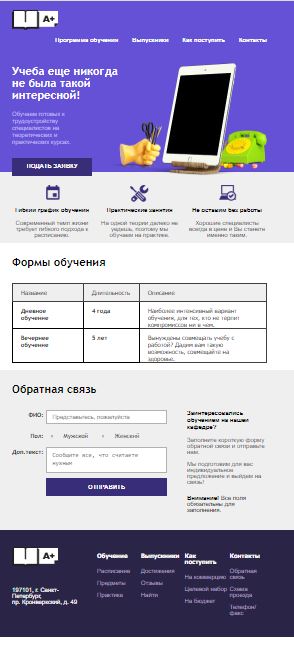 A+
Программа обучения Выпускники Как поступить Контакты
Учеба еще никогда
не была такой
интересной!
Обучаем готовых к
трудоустройству
специалистов на
теоретических и
практических курсах.
ПОДАТЬ ЗАЯВКУ
Гибкий график обучения
Современный темп жизни
требует гибкого подхода к
расписанию.
Практические занятия
На одной теории далеко не
уедешь, поэтому мы
обучаем на практике.
Не оставим без работы
Хорошие специалисты
всегда в цене и Вы станете
именно таким.
Формы обучения
Название Длительность Описание
Дневное
обучение
4 года
Наиболее интенсивный вариант
обучения, для тех, кто не терпит
компромиссов ни в чем.
Вечернее
обучение
5 лет
Вынуждены совмещать учебу с
работой? Дадим вам такую
возможность, совмещайте на
здоровье.
Обратная связь
ФИО: Представьтесь, пожалуйста
Пол: Мужской Женский
Доп.текст: Сообщите все, что считаете
нужным
ОТПРАВИТЬ
Заинтересовались
обучением на нашей
кафедре?
Заполните короткую форму
обратной связи и отправьте
нам.
Мы подготовим для вас
индивидуальное
предложение и выйдем на
связь!
Внимание! Все поля
обязательны для
заполнения.
A+
197101, г. Санкт-
Петербург,
пр. Кронверкский, д. 49
Обучение
Расписание
Предметы
Практика
Выпускники
Достижения
Отзывы
Найти
Как
поступить
На коммерцию
Целевой набор
На бюджет
Контакты
Обратная
связь
Схема
проезда
Телефон/
факс